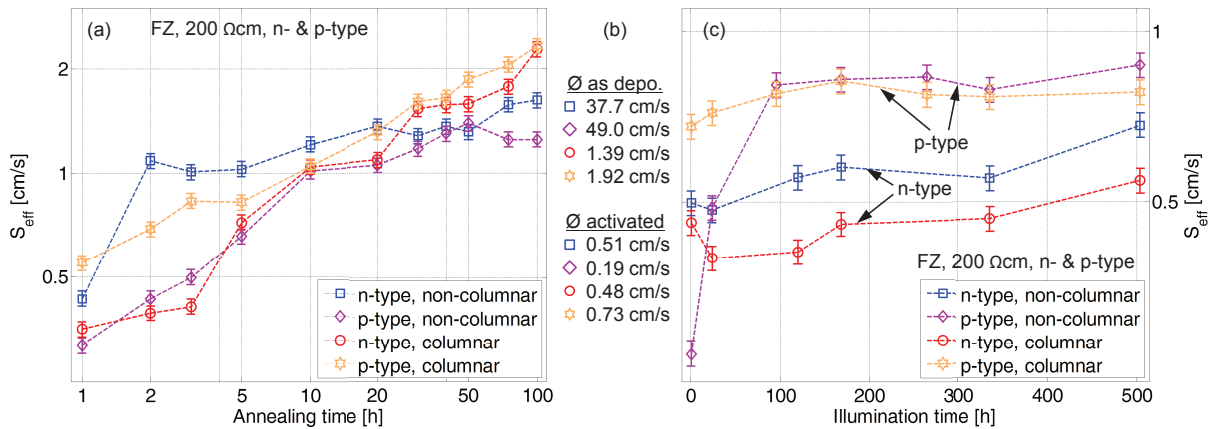 (a) FZ, 200 Ωcm, n- & p-type
2
1
0.5
S_eff [cm/s]
1 2 3 5 10 20 30 50 100
Annealing time [h]
n-type, non-columnar
p-type, non-columnar
n-type, columnar
p-type, columnar
(b)
Ø as depo.
37.7 cm/s
49.0 cm/s
1.39 cm/s
1.92 cm/s
Ø activated
0.51 cm/s
0.19 cm/s
0.48 cm/s
0.73 cm/s
(c)
p-type
n-type
FZ, 200 Ωcm, n- & p-type
n-type, non-columnar
p-type, non-columnar
n-type, columnar
p-type, columnar
1
0.5
S_eff [cm/s]
0 100 200 300 400 500
Illumination time [h]